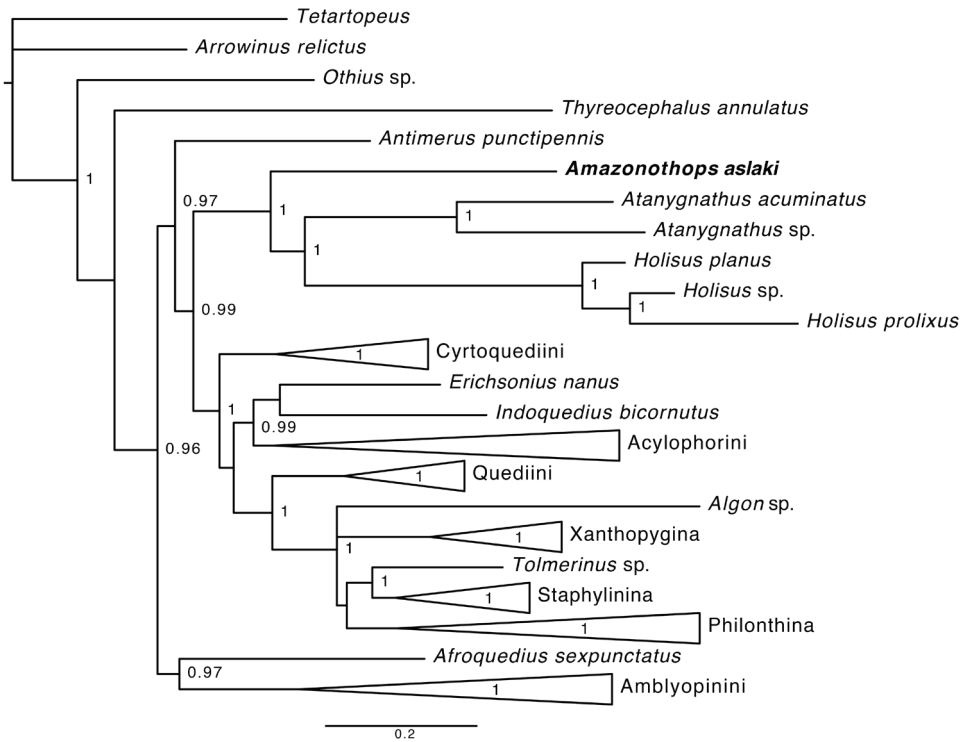 Tetartopeus
Arrowinus relictus
Othius sp.
Thyreocephalus annulatus
Antimerus punctipennis
Amazonothops aslaki
1
0.97
1
Atanygnathus acuminatus
1
Atanygnathus sp.
1
Holisus planus
1
Holisus sp.
1
0.99
Holisus prolixus
1
Cyrtoquediini
Erichsonius nanus
1
Indoquedius bicornutus
0.99
Acylophorini
0.96
1
Quediini
Algon sp.
1
1
Xanthopygina
1
Tolmerinus sp.
1
1
Staphylinina
1
Philonthina
Afroquedius sexpunctatus
0.97
1
Amblyopinini
0.2